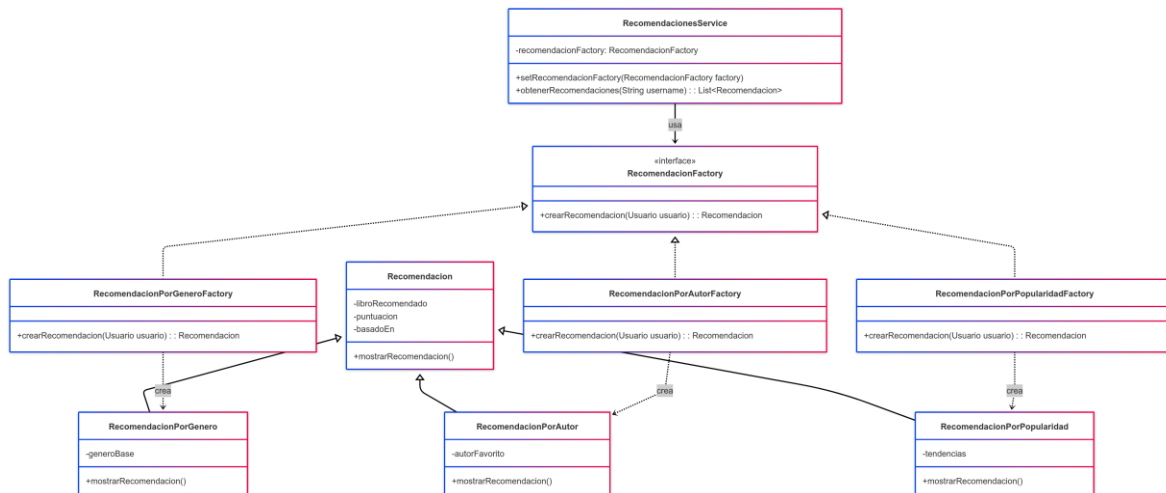 RecomendacionesService
-recomendacionFactory: RecomendacionFactory
+setRecomendacionFactory(RecomendacionFactory factory)
+obtenerRecomendaciones(String username) : : List<Recomendacion>
usa
«interface»
RecomendacionFactory
+crearRecomendacion(Usuario usuario) : : Recomendacion
RecomendacionPorGeneroFactory
+crearRecomendacion(Usuario usuario) : : Recomendacion
Recomendacion
-libroRecomendado
-puntuacion
-basadoEn
+mostrarRecomendacion()
RecomendacionPorAutorFactory
+crearRecomendacion(Usuario usuario) : : Recomendacion
RecomendacionPorPopularidadFactory
+crearRecomendacion(Usuario usuario) : : Recomendacion
crea
crea
crea
RecomendacionPorGenero
-generoBase
+mostrarRecomendacion()
RecomendacionPorAutor
-autorFavorito
+mostrarRecomendacion()
RecomendacionPorPopularidad
-tendencias
+mostrarRecomendacion()